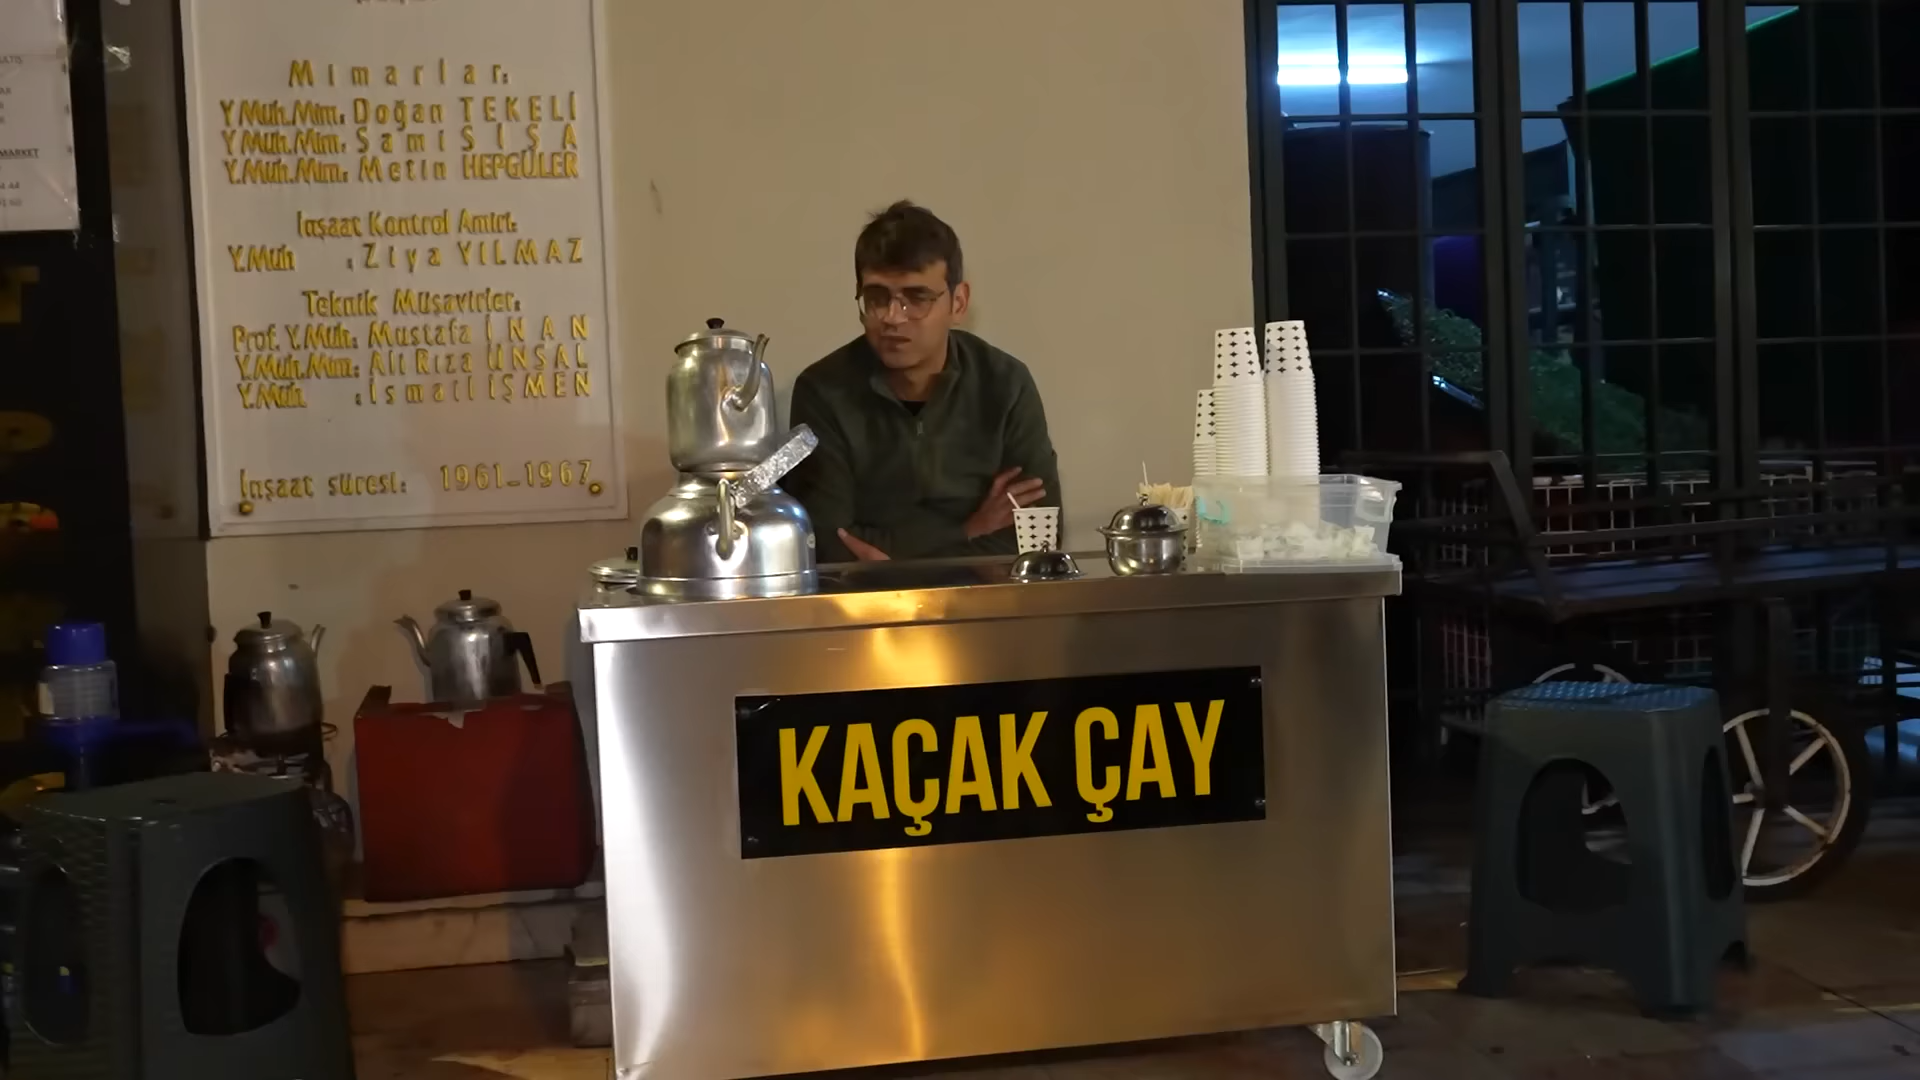 MARKET
Mimarlar:
Y.Müh.Mim: Doğan TEKELİ
Y.Müh.Mim: Sami SİSA
Y.Müh.Mim: Metin HEPGÜLER
İnşaat Kontrol Amiri:
Y.Müh : Ziya YILMAZ
Teknik Müşavirler:
Prof. Y.Müh: Mustafa İNAN
Y.Müh.Mim: Ali Rıza ÜNSAL
Y.Müh. : İsmail İŞMEN
İnşaat süresi: 1961-1967
KAÇAK ÇAY